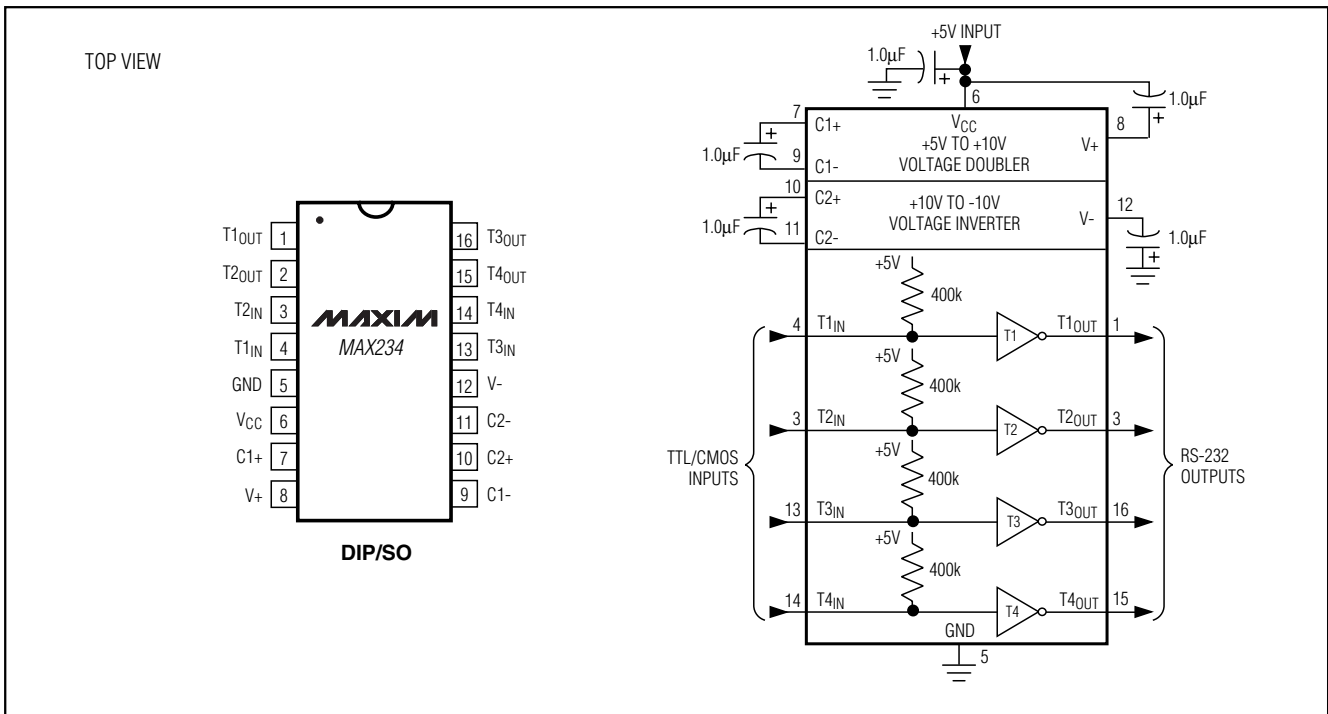 TOP VIEW
T1OUT 1
T2OUT 2
T2IN 3
T1IN 4
GND 5
VCC 6
C1+ 7
V+ 8
16 T3OUT
15 T4OUT
14 T4IN
13 T3IN
12 V-
11 C2-
10 C2+
9 C1-
MAXIM
MAX234
DIP/SO
+5V INPUT
1.0µF
+
6
1.0µF
+
7
C1+
VCC
8
+5V TO +10V
VOLTAGE DOUBLER
V+
1.0µF
+
9
C1-
10
C2+
+10V TO -10V
VOLTAGE INVERTER
V-
12
1.0µF
+
11
C2-
1.0µF
+
+5V
400k
4 T1IN
T1
T1OUT 1
+5V
400k
3 T2IN
T2
T2OUT 3
TTL/CMOS
INPUTS
+5V
400k
RS-232
OUTPUTS
13 T3IN
T3
T3OUT 16
+5V
400k
14 T4IN
T4
T4OUT 15
GND
5